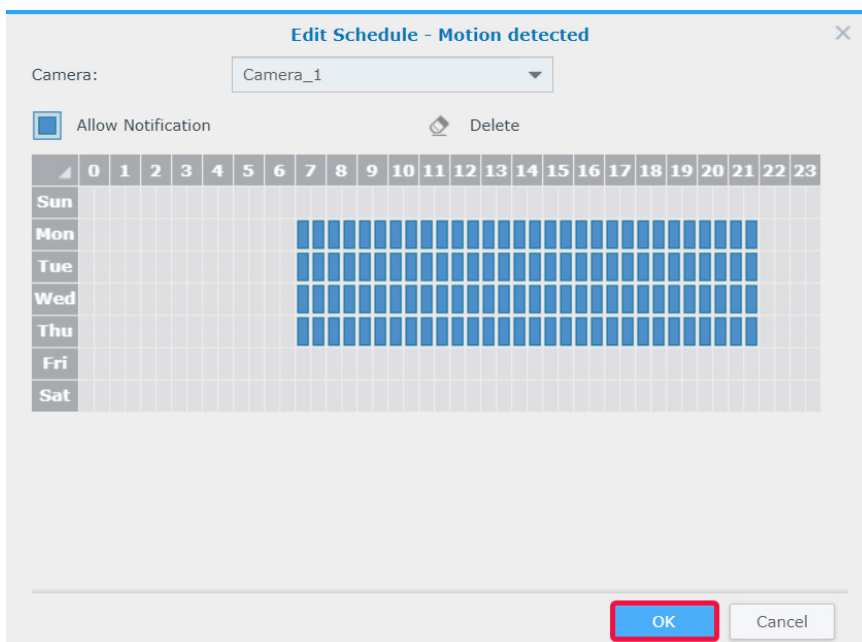 Edit Schedule - Motion detected
Camera: Camera_1
Allow Notification Delete
0 1 2 3 4 5 6 7 8 9 10 11 12 13 14 15 16 17 18 19 20 21 22 23
Sun
Mon
Tue
Wed
Thu
Fri
Sat
OK Cancel